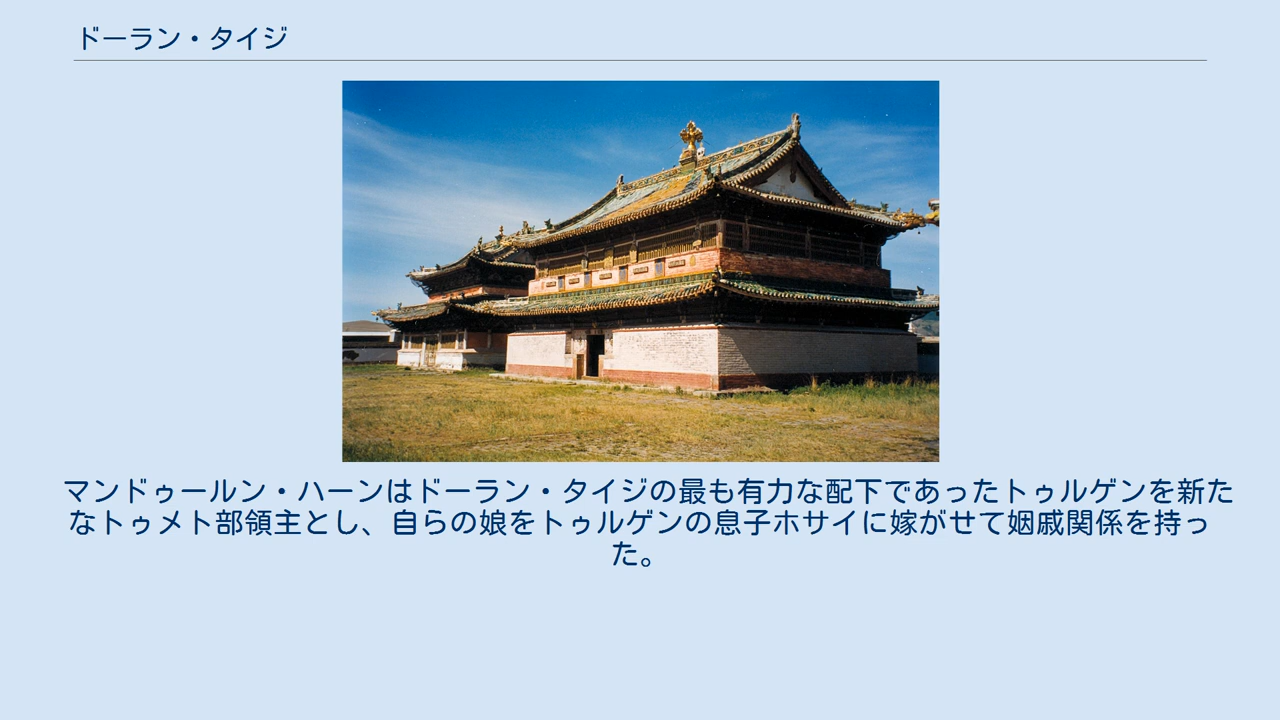 ドーラン・タイジ
マンドゥールン・ハーンはドーラン・タイジの最も有力な配下であったトゥルゲンを新た
なトゥメト部領主とし、自らの娘をトゥルゲンの息子ホサイに嫁がせて姻戚関係を持っ
た。